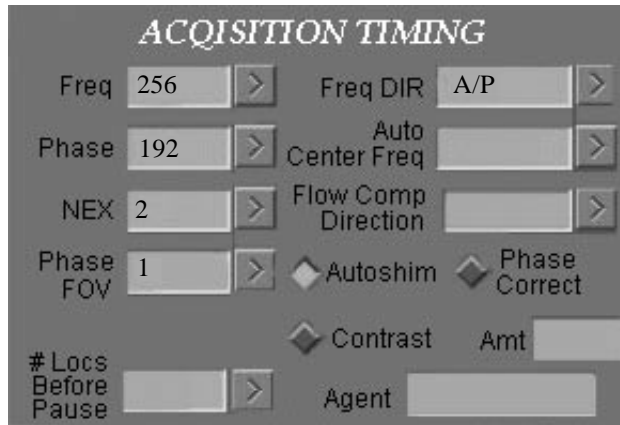 ACQISITION TIMING
Freq 256 > Freq DIR A/P >
Phase 192 > Auto Center Freq >
NEX 2 > Flow Comp Direction >
Phase FOV 1 > Autoshim Phase Correct
Contrast Amt
# Locs Before Pause > Agent